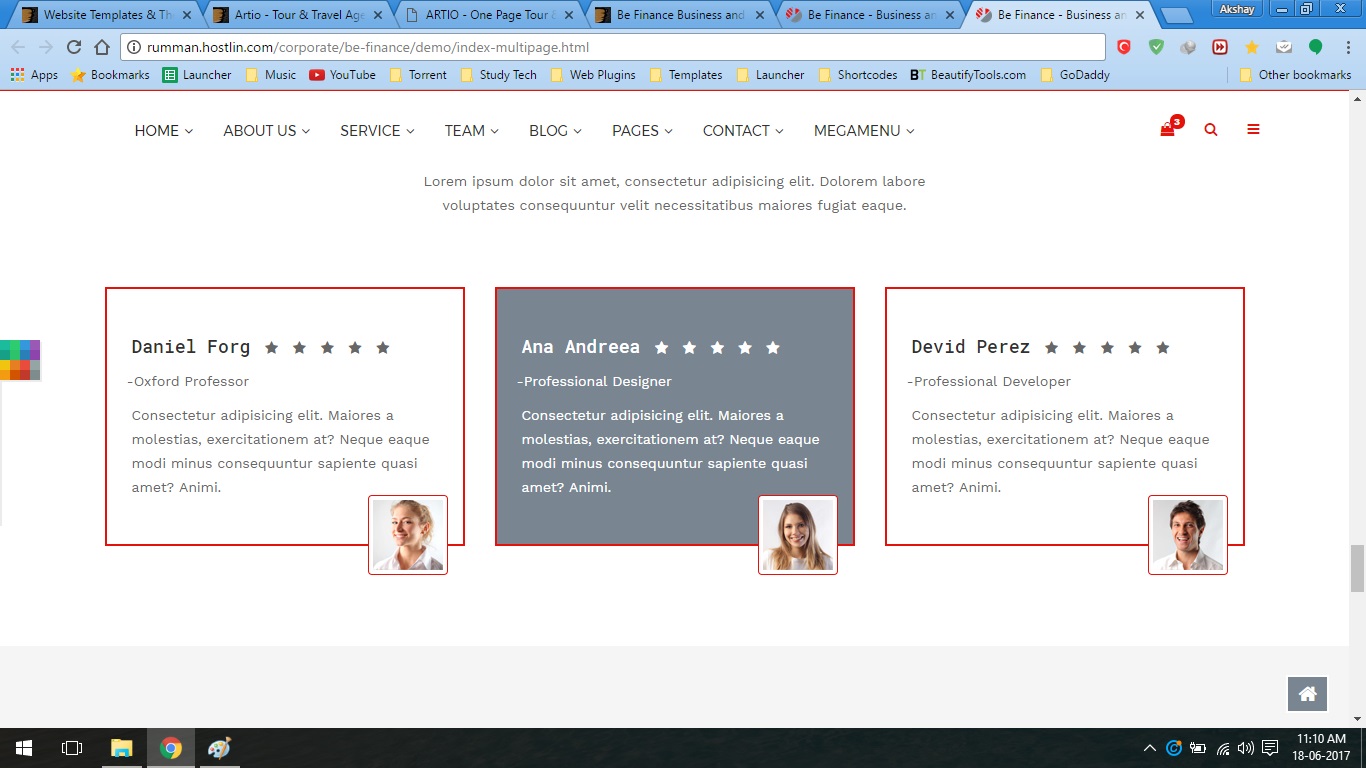 Website Templates & Th
Artio - Tour & Travel Age
ARTIO - One Page Tour &
Be Finance Business and
Be Finance - Business an
Be Finance - Business an
Akshay
rumman.hostlin.com/corporate/be-finance/demo/index-multipage.html
Apps
Bookmarks
Launcher
Music
YouTube
Torrent
Study Tech
Web Plugins
Templates
Launcher
Shortcodes
BT BeautifyTools.com
GoDaddy
Other bookmarks
HOME
ABOUT US
SERVICE
TEAM
BLOG
PAGES
CONTACT
MEGAMENU
3
Lorem ipsum dolor sit amet, consectetur adipisicing elit. Dolorem labore
voluptates consequuntur velit necessitatibus maiores fugiat eaque.
Daniel Forg
-Oxford Professor
Consectetur adipisicing elit. Maiores a
molestias, exercitationem at? Neque eaque
modi minus consequuntur sapiente quasi
amet? Animi.
Ana Andreea
-Professional Designer
Consectetur adipisicing elit. Maiores a
molestias, exercitationem at? Neque eaque
modi minus consequuntur sapiente quasi
amet? Animi.
Devid Perez
-Professional Developer
Consectetur adipisicing elit. Maiores a
molestias, exercitationem at? Neque eaque
modi minus consequuntur sapiente quasi
amet? Animi.
11:10 AM
18-06-2017